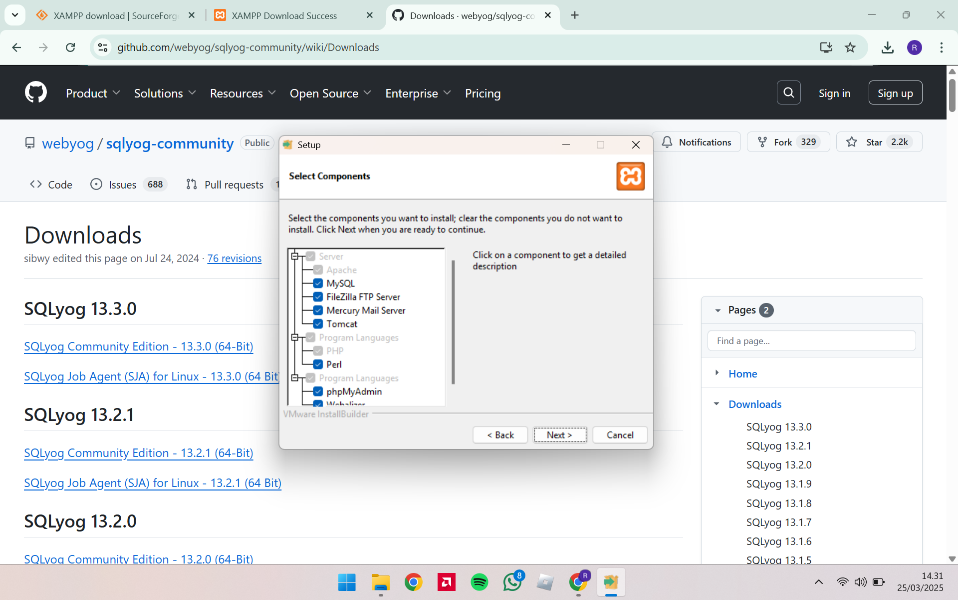 XAMPP download | SourceForg
XAMPP Download Success
Downloads · webyog/sqlyog-co
github.com/webyog/sqlyog-community/wiki/Downloads
R
Product
Solutions
Resources
Open Source
Enterprise
Pricing
Sign in
Sign up
webyog / sqlyog-community
Public
Notifications
Fork 329
Star 2.2k
Code
Issues 688
Pull requests 1
Downloads
sibwy edited this page on Jul 24, 2024 · 76 revisions
SQLyog 13.3.0
SQLyog Community Edition - 13.3.0 (64-Bit)
SQLyog Job Agent (SJA) for Linux - 13.3.0 (64 Bit
SQLyog 13.2.1
SQLyog Community Edition - 13.2.1 (64-Bit)
SQLyog Job Agent (SJA) for Linux - 13.2.1 (64 Bit)
SQLyog 13.2.0
SQLyog Community Edition - 13.2.0 (64-Bit)
Setup
Select Components
Select the components you want to install; clear the components you do not want to
install. Click Next when you are ready to continue.
Server
Apache
MySQL
FileZilla FTP Server
Mercury Mail Server
Tomcat
Program Languages
PHP
Perl
Program Languages
phpMyAdmin
Webalizer
Click on a component to get a detailed
description
VMware InstallBuilder
< Back
Next >
Cancel
Pages 2
Find a page...
Home
Downloads
SQLyog 13.3.0
SQLyog 13.2.1
SQLyog 13.2.0
SQLyog 13.1.9
SQLyog 13.1.8
SQLyog 13.1.7
SQLyog 13.1.6
SQLyog 13.1.5
8
R
14.31
25/03/2025